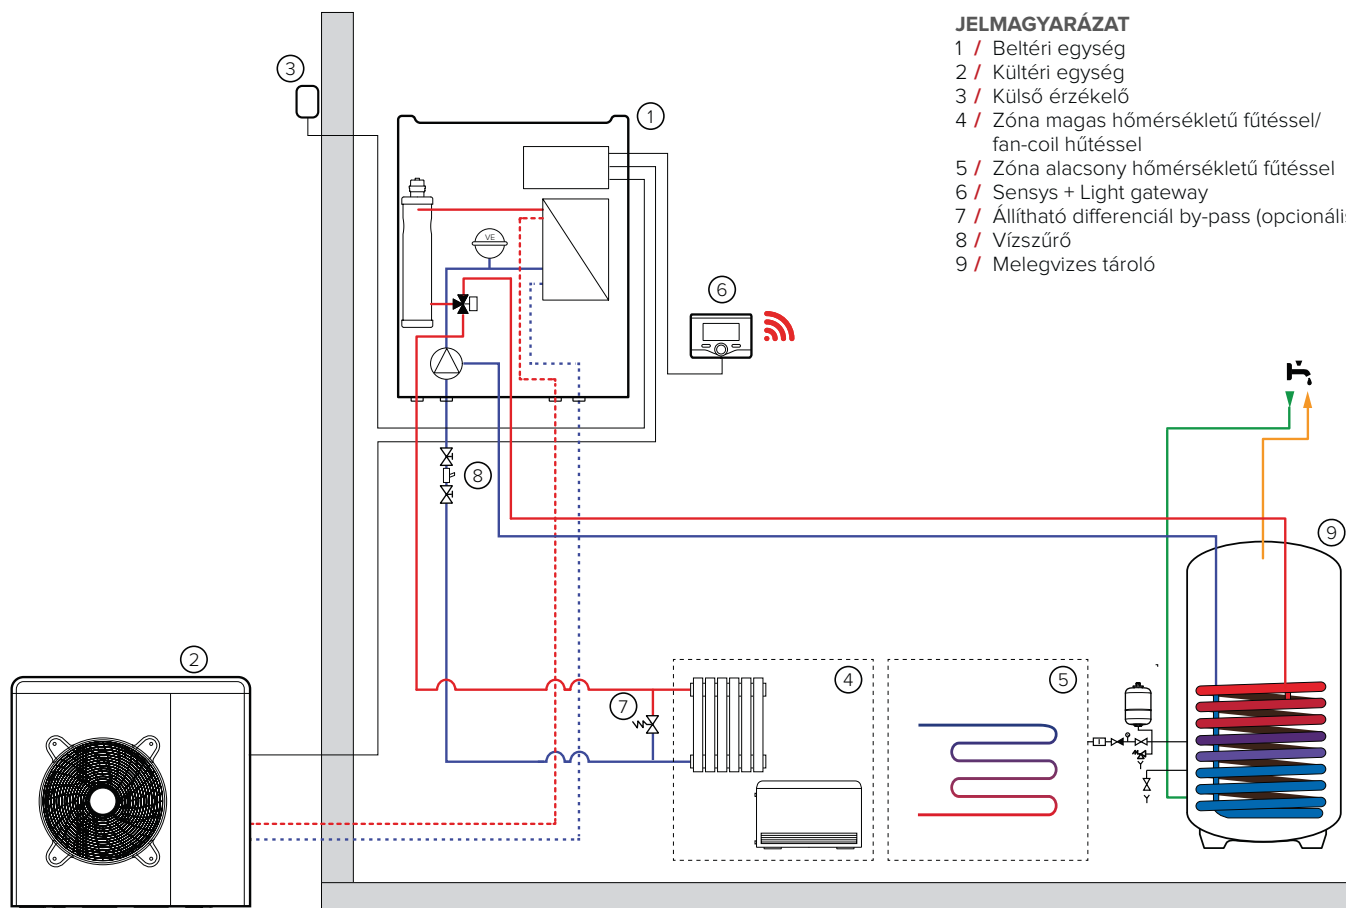 JELMAGYARÁZAT
1 / Beltéri egység
2 / Kültéri egység
3 / Külső érzékelő
4 / Zóna magas hőmérsékletű fűtéssel/
fan-coil hűtéssel
5 / Zóna alacsony hőmérsékletű fűtéssel
6 / Sensys + Light gateway
7 / Állítható differenciál by-pass (opcionális
8 / Vízszűrő
9 / Melegvizes tároló
3
1
VE
6
8
9
2
4
5
7